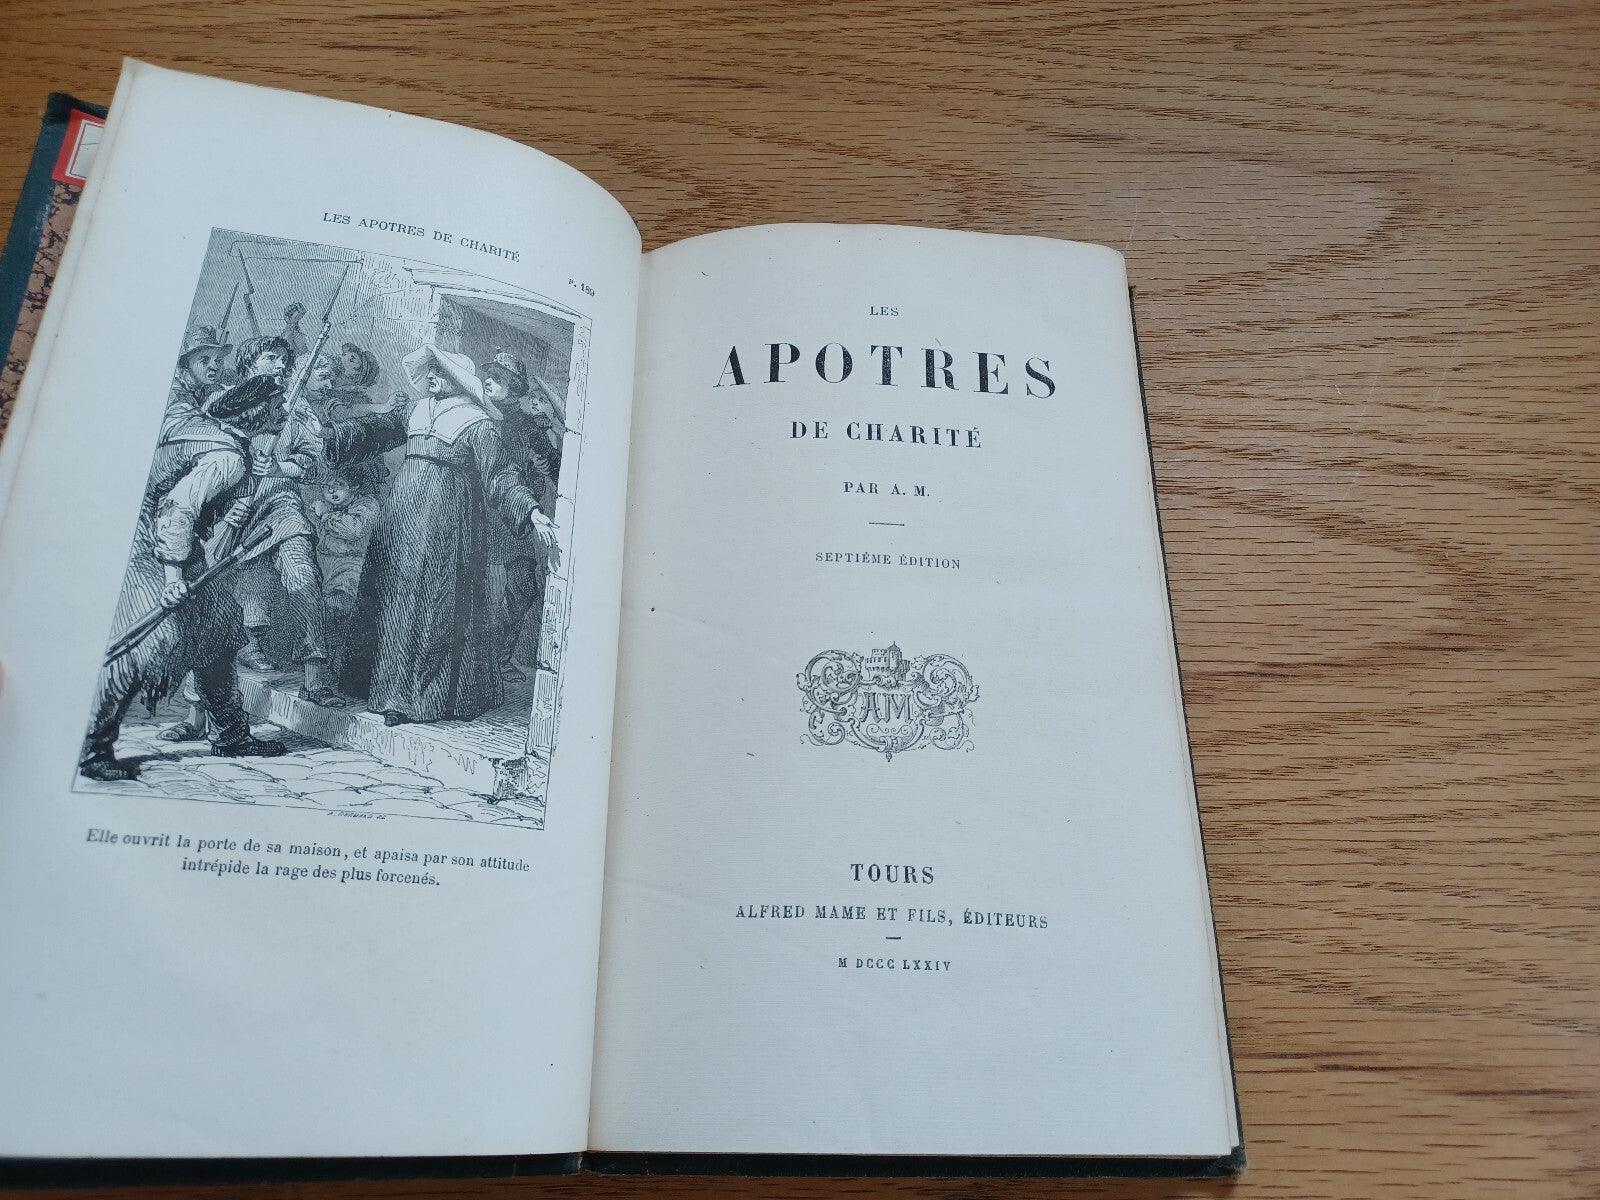 LES APOTRES DE CHARITÉ
P. 189
Elle ouvrit la porte de sa maison, et apaisa par son attitude
intrépide la rage des plus forcenés.
LES
APOTRES
DE CHARITÉ
PAR A. M.
SEPTIÈME ÉDITION
AM
TOURS
ALFRED MAME ET FILS, ÉDITEURS
M DCCC LXXIV